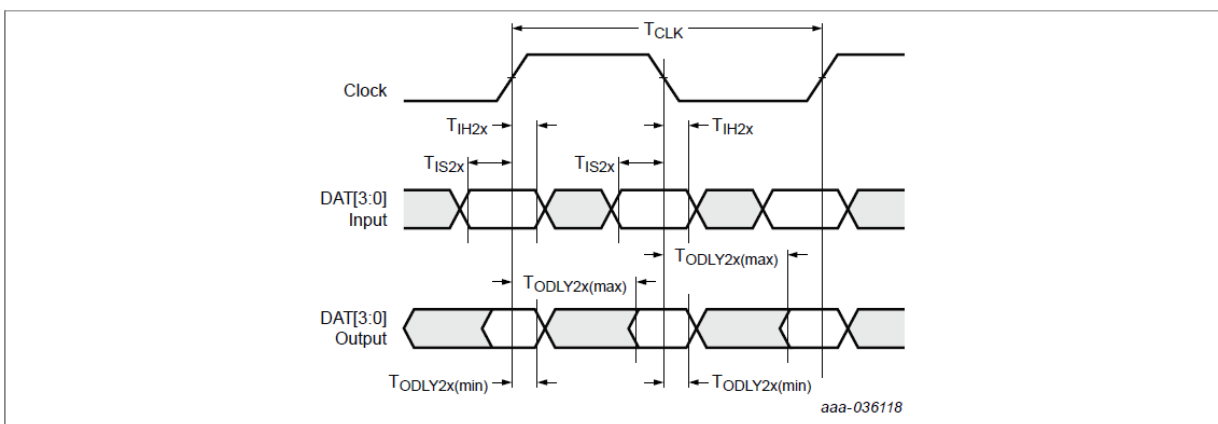 TCLK
Clock
TIH2x
TIH2x
TIS2x
TIS2x
DAT[3:0]
Input
TODLY2x(max)
TODLY2x(max)
DAT[3:0]
Output
TODLY2x(min)
TODLY2x(min)
aaa-036118